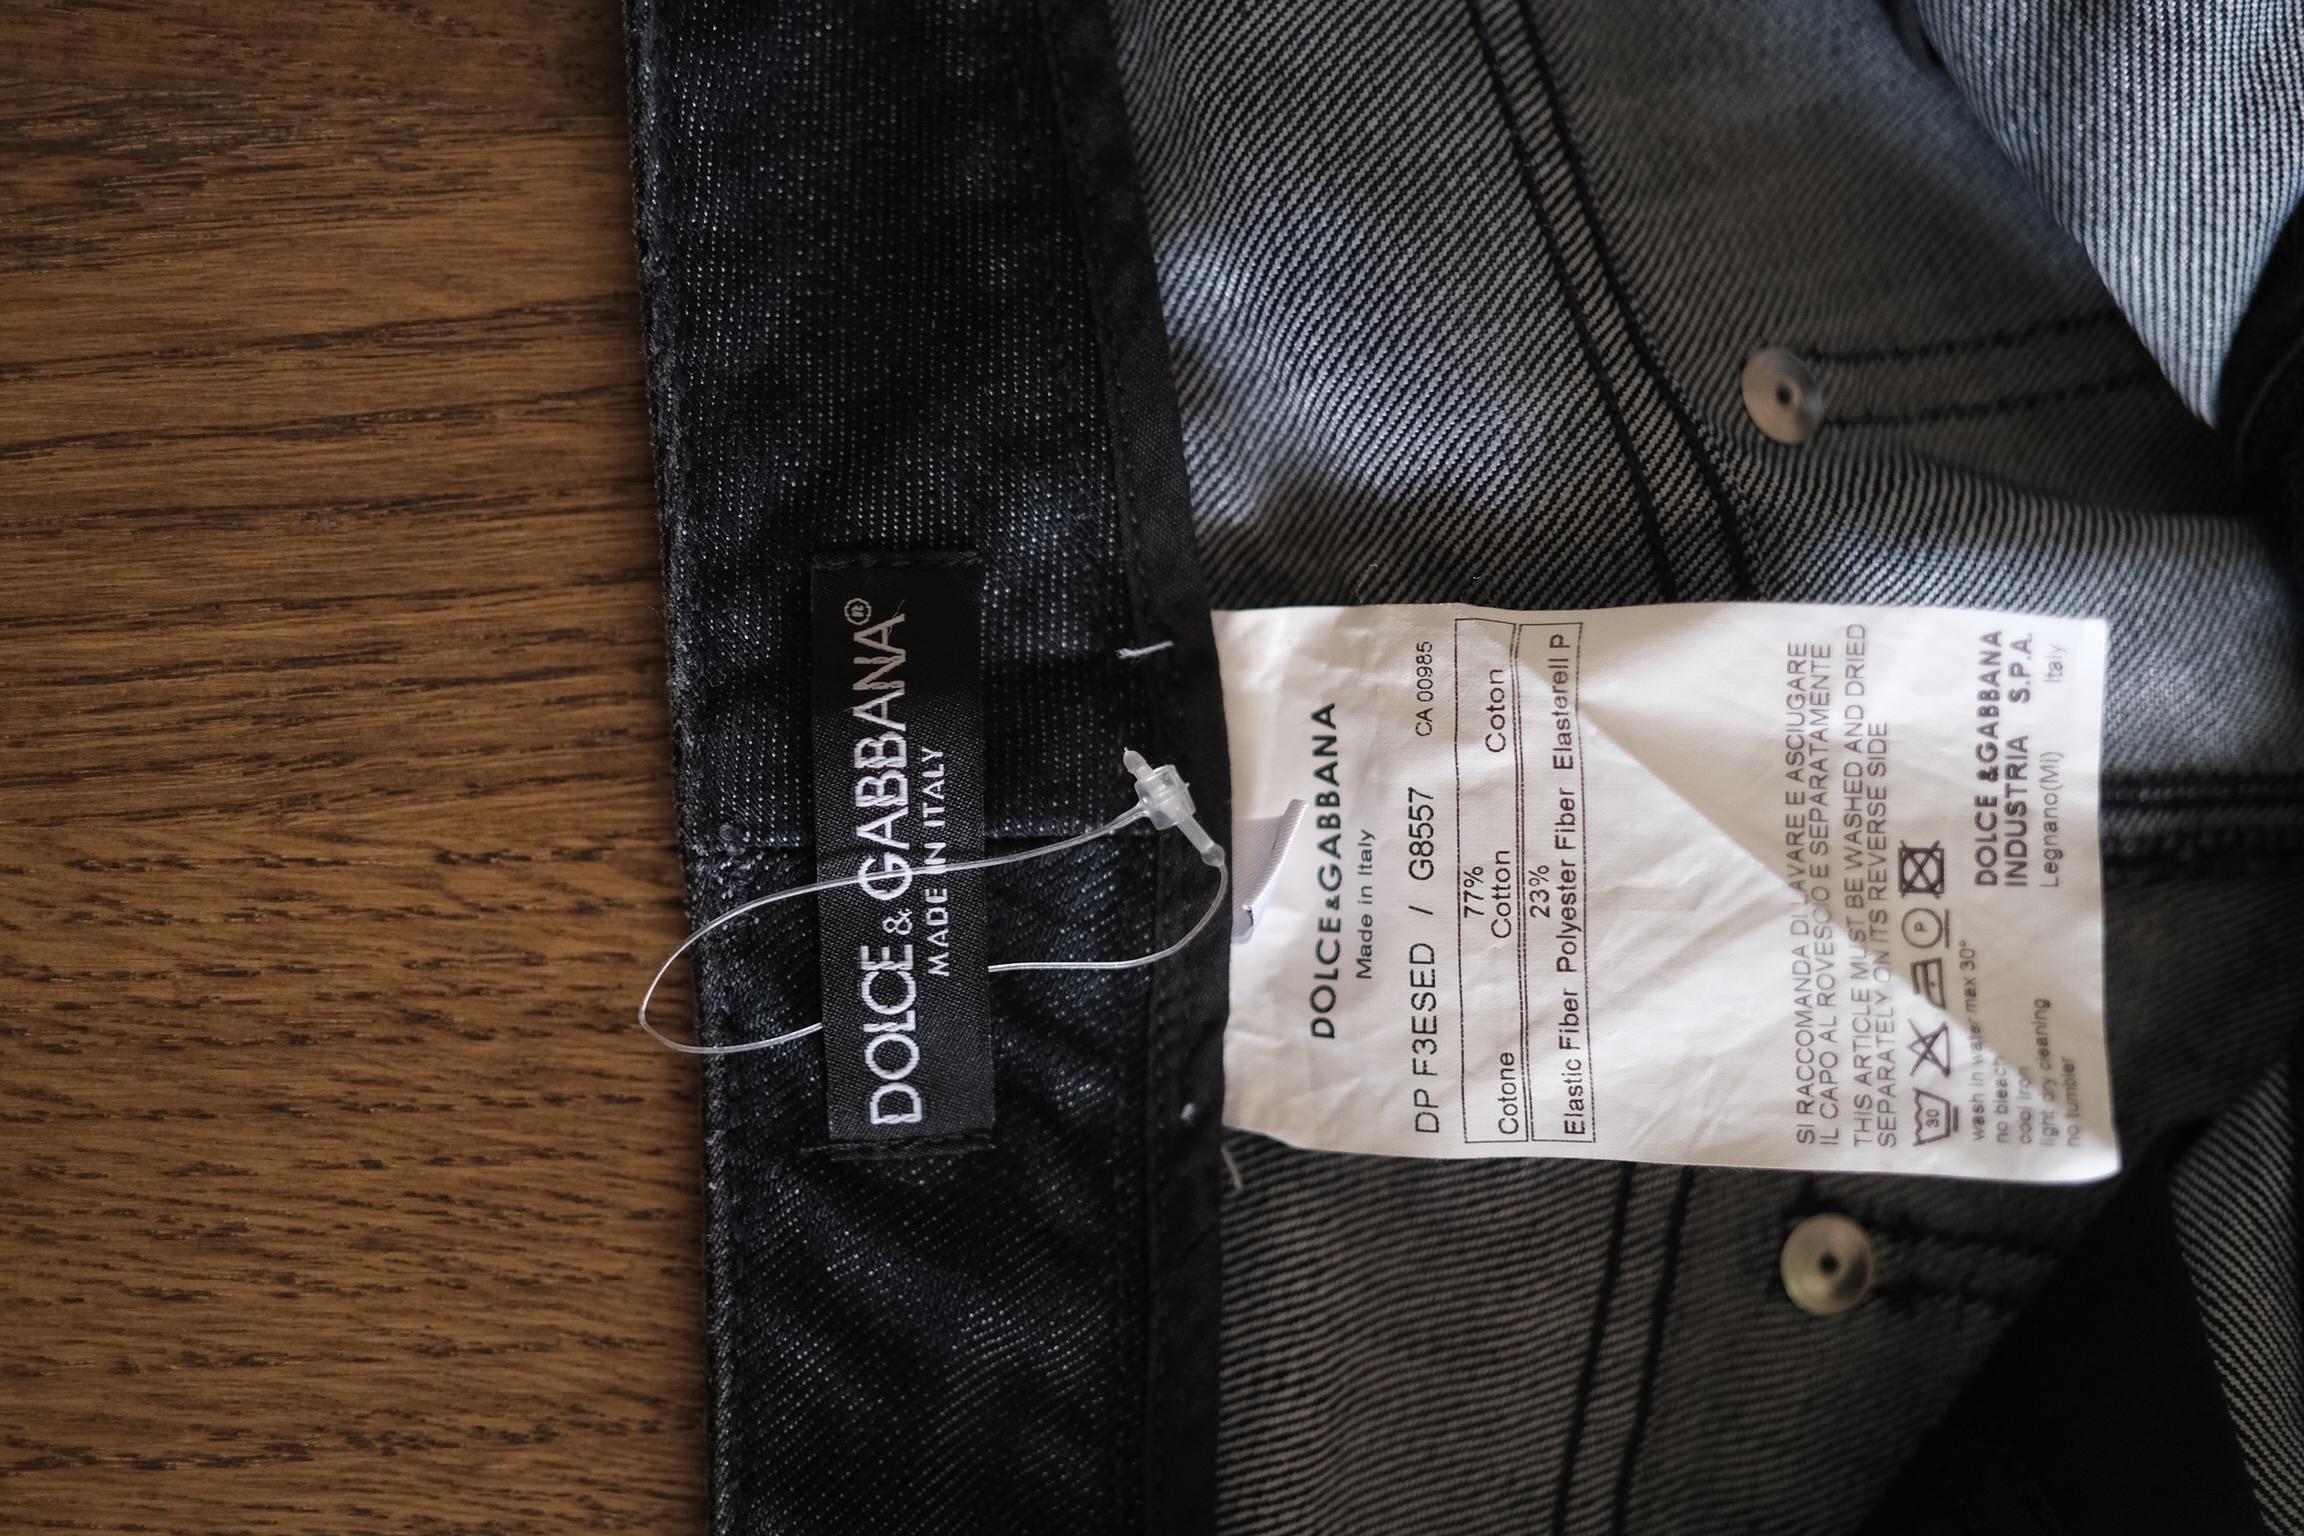 DOLCE & GABBANA®
MADE IN ITALY
DOLCE & GABBANA
Made in Italy
DP F3ESED / G8557 CA 00985
77%
Cotone Cotton Coton
23%
Elastic Fiber Polyester Fiber Elasterell P
SI RACCOMANDA DI LAVARE E ASCIUGARE
IL CAPO AL ROVESCIO E SEPARATAMENTE
THIS ARTICLE MUST BE WASHED AND DRIED
SEPARATELY ON ITS REVERSE SIDE
30 P
wash in water max 30°
no bleach
cool iron
light dry cleaning
no tumbler
DOLCE & GABBANA
INDUSTRIA S.P.A.
Legnano(MI) Italy